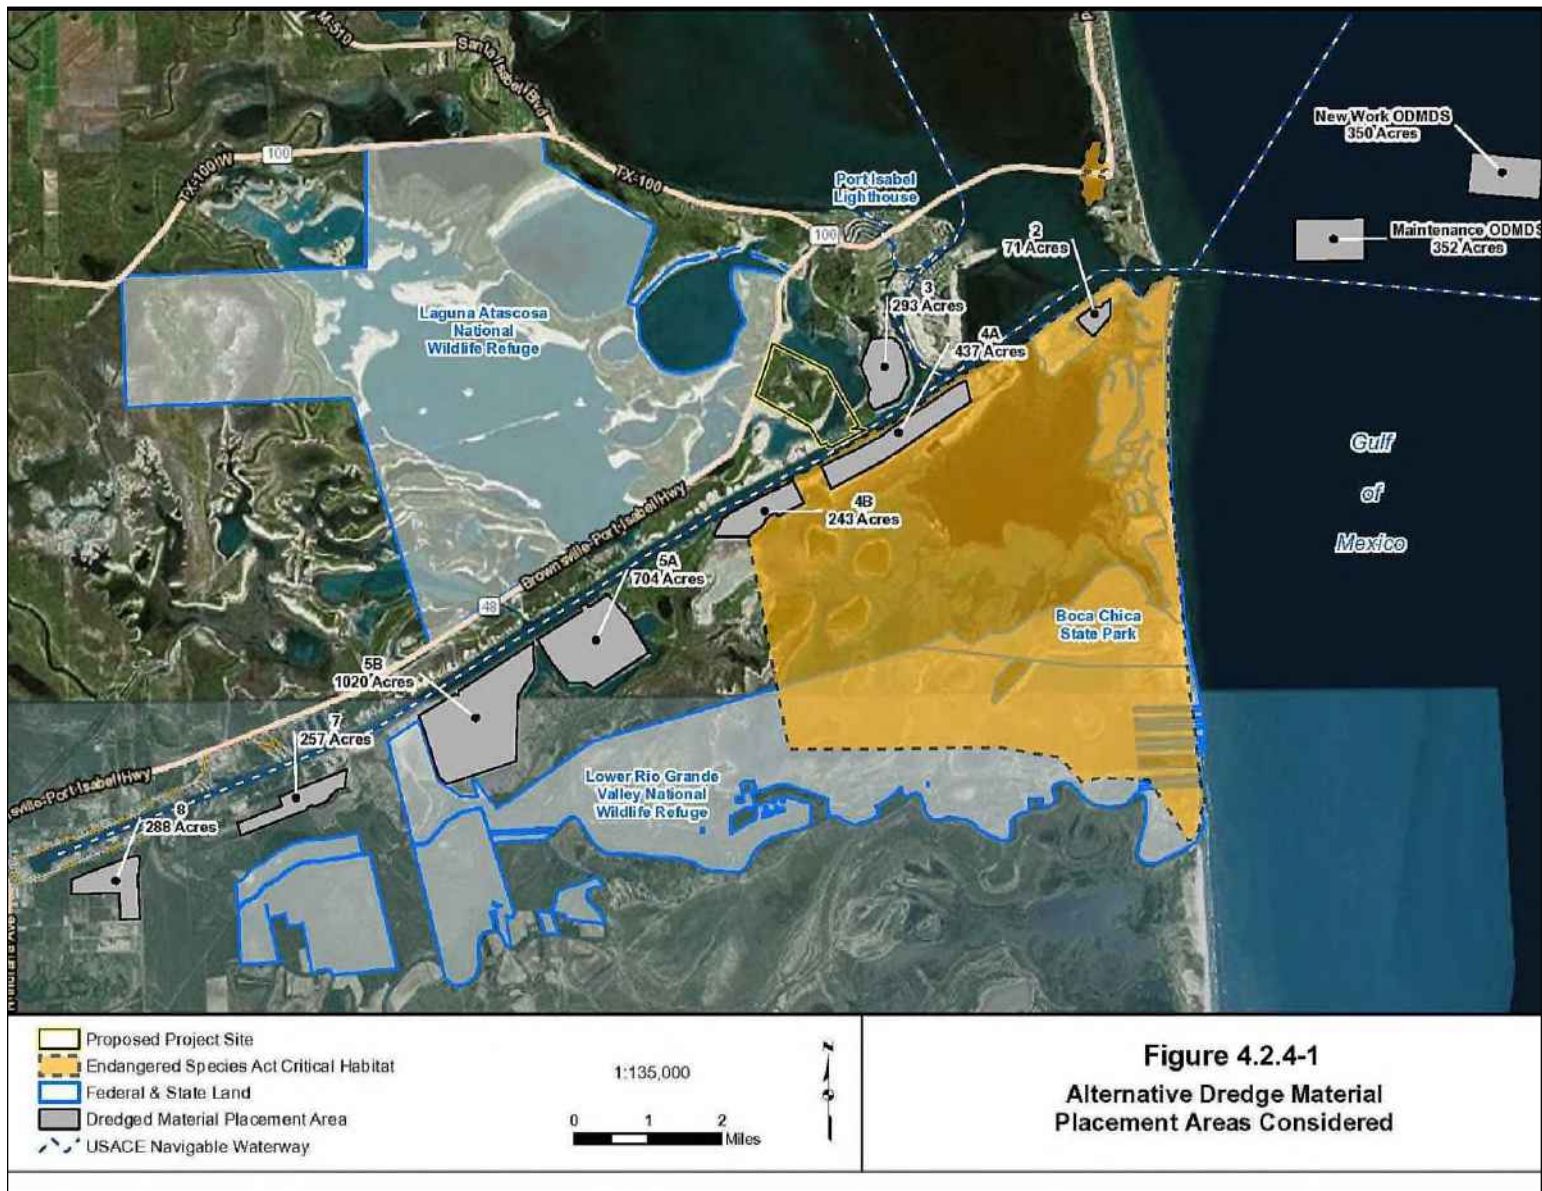 M-510
Santa Isabel Blvd
New Work ODMDS
350 Acres
100
TX-100 W
TX-100
Port Isabel
Lighthouse
100
2
71 Acres
Maintenance ODMDS
352 Acres
3
293 Acres
Laguna Atascosa
National
Wildlife Refuge
4A
437 Acres
Gulf
of
Mexico
Brownsville-Port-Isabel Hwy
4B
243 Acres
5A
704 Acres
48
Boca Chica
State Park
5B
1020 Acres
7
257 Acres
sville-Port-Isabel Hwy
Lower Rio Grande
Valley National
Wildlife Refuge
8
288 Acres
Proposed Project Site
Endangered Species Act Critical Habitat
Federal & State Land
Dredged Material Placement Area
USACE Navigable Waterway
1:135,000
0 1 2
Miles
N
Figure 4.2.4-1
Alternative Dredge Material
Placement Areas Considered